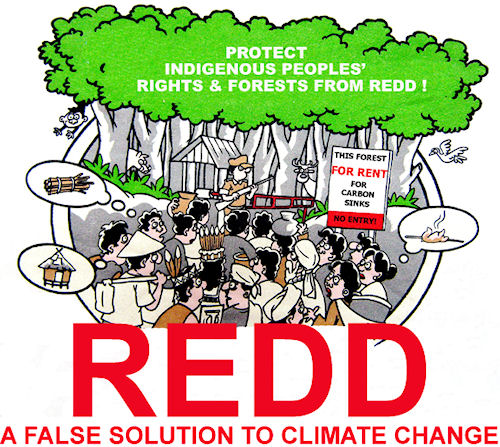 PROTECT
INDIGENOUS PEOPLES'
RIGHTS & FORESTS FROM REDD !
THIS FOREST
FOR RENT
FOR
CARBON
SINKS
NO ENTRY!
REDD
A FALSE SOLUTION TO CLIMATE CHANGE